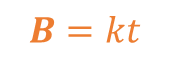 B = kt